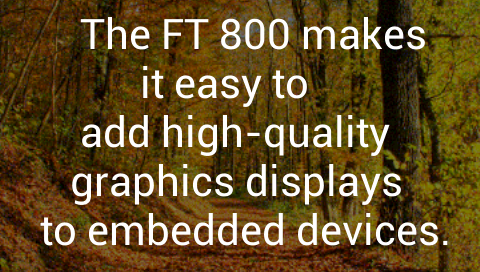 The FT 800 makes
it easy to
add high-quality
graphics displays
to embedded devices.